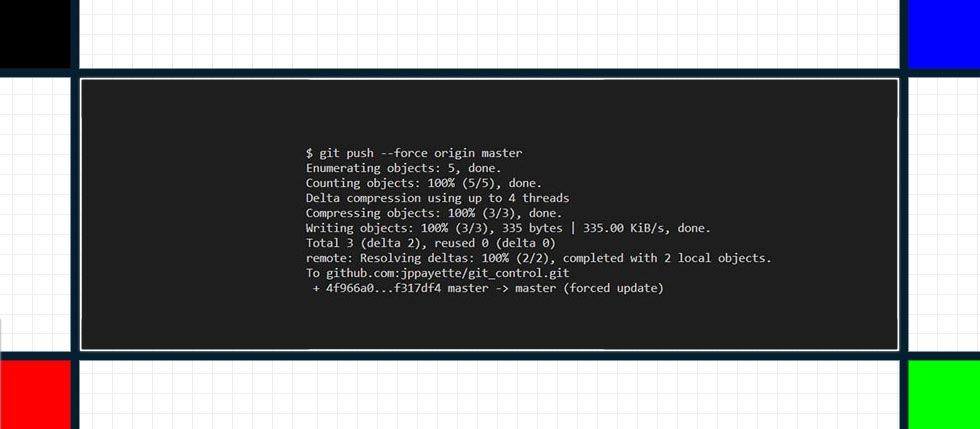 $ git push --force origin master
Enumerating objects: 5, done.
Counting objects: 100% (5/5), done.
Delta compression using up to 4 threads
Compressing objects: 100% (3/3), done.
Writing objects: 100% (3/3), 335 bytes | 335.00 KiB/s, done.
Total 3 (delta 2), reused 0 (delta 0)
remote: Resolving deltas: 100% (2/2), completed with 2 local objects.
To github.com:jppayette/git_control.git
 + 4f966a0...f317df4 master -> master (forced update)